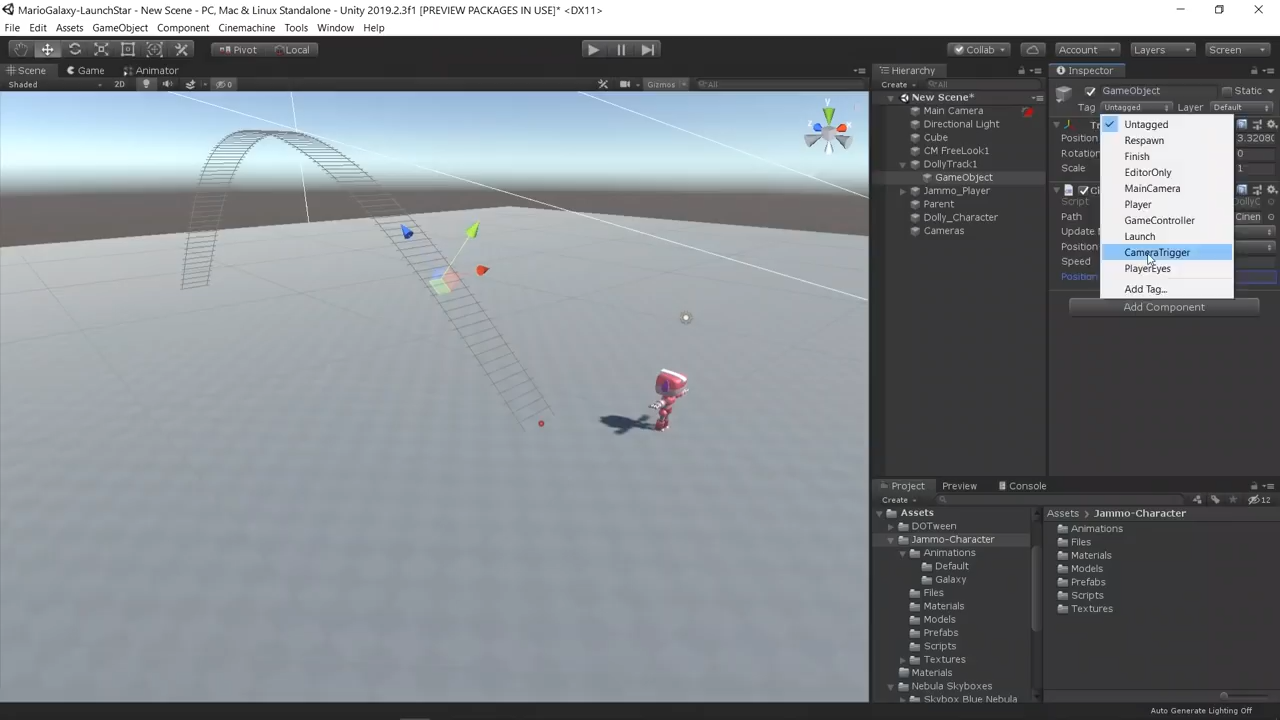 MarioGalaxy-LaunchStar - New Scene - PC, Mac & Linux Standalone - Unity 2019.2.3f1 [PREVIEW PACKAGES IN USE]* <DX11>
File Edit Assets GameObject Component Cinemachine Tools Window Help
Pivot Local Collab Account Layers Screen
Scene Game Animator
Shaded 2D 0 Gizmos All
y
z x
Hierarchy
Create All
New Scene*
Main Camera
Directional Light
Cube
CM FreeLook1
DollyTrack1
GameObject
Jammo_Player
Parent
Dolly_Character
Cameras
Inspector
GameObject Static
Tag Untagged Layer Default
Position 3.3208
Rotation 0
Scale 1
Script
Path
Position
Speed
Position
Untagged
Respawn
Finish
EditorOnly
MainCamera
Player
GameController
Launch
CameraTrigger
PlayerEyes
Add Tag...
Add Component
Project Preview Console
Create 12
Assets
DOTween
Jammo-Character
Animations
Default
Galaxy
Files
Materials
Models
Prefabs
Scripts
Textures
Materials
Nebula Skyboxes
Skybox Blue Nebula
Assets > Jammo-Character
Animations
Files
Materials
Models
Prefabs
Scripts
Textures
Auto Generate Lighting Off